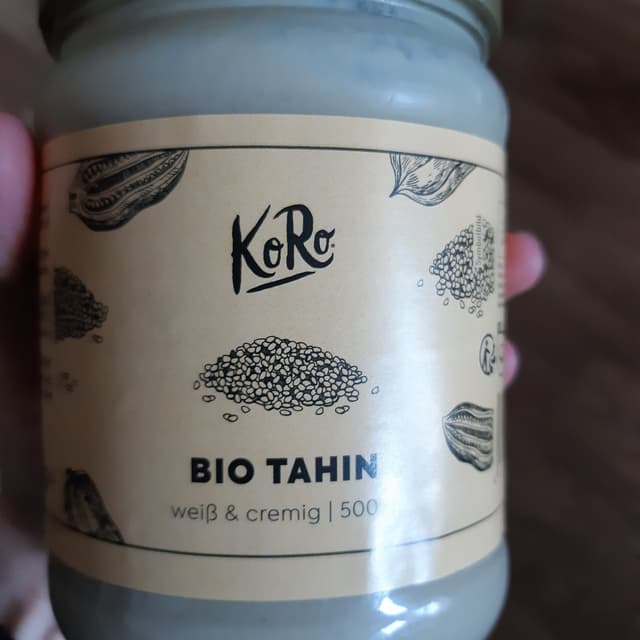 KoRo
BIO TAHIN
weiß & cremig | 500